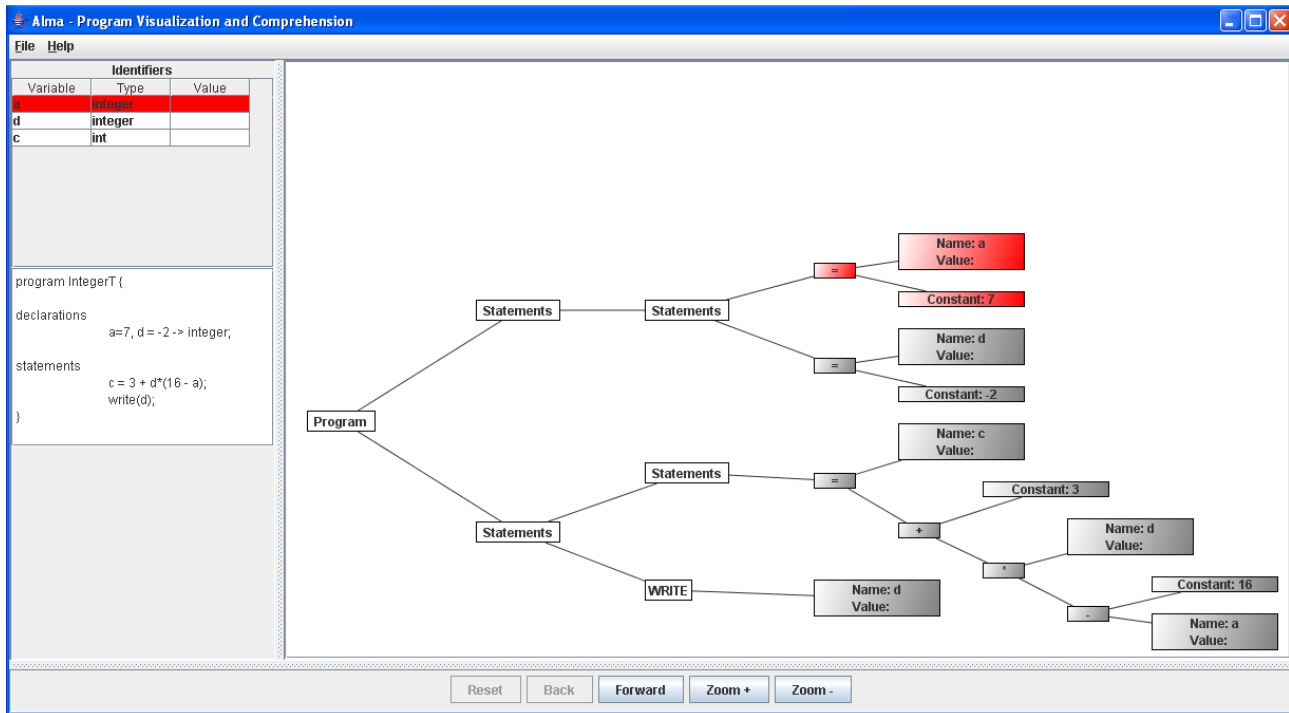 Alma - Program Visualization and Comprehension
File Help
Identifiers
Variable Type Value
a integer
d integer
c int
program IntegerT {
declarations
a=7, d = -2 -> integer;
statements
c = 3 + d*(16 - a);
write(d);
}
Program
Statements
Statements
=
Name: a
Value:
Constant: 7
=
Name: d
Value:
Constant: -2
Statements
Statements
=
Name: c
Value:
+
Constant: 3
*
Name: d
Value:
-
Constant: 16
Name: a
Value:
WRITE
Name: d
Value:
Reset Back Forward Zoom + Zoom -